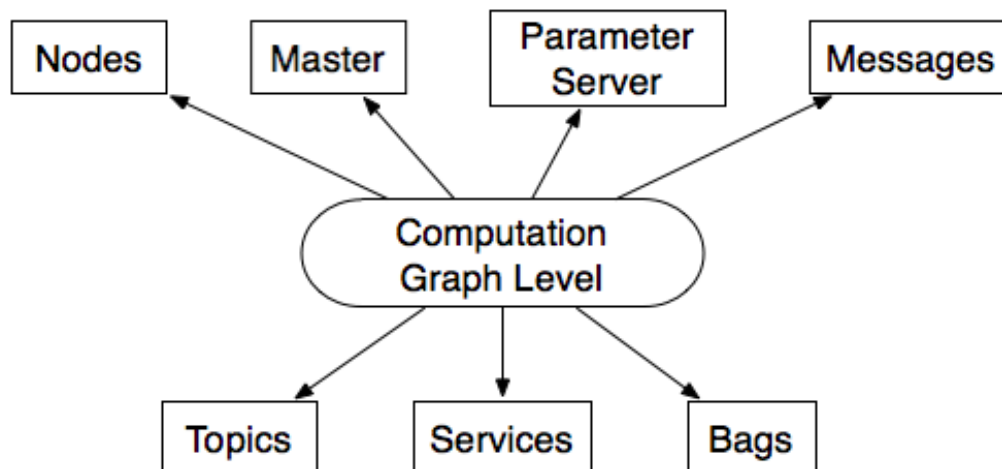 Nodes
Master
Parameter
Server
Messages
Computation
Graph Level
Topics
Services
Bags